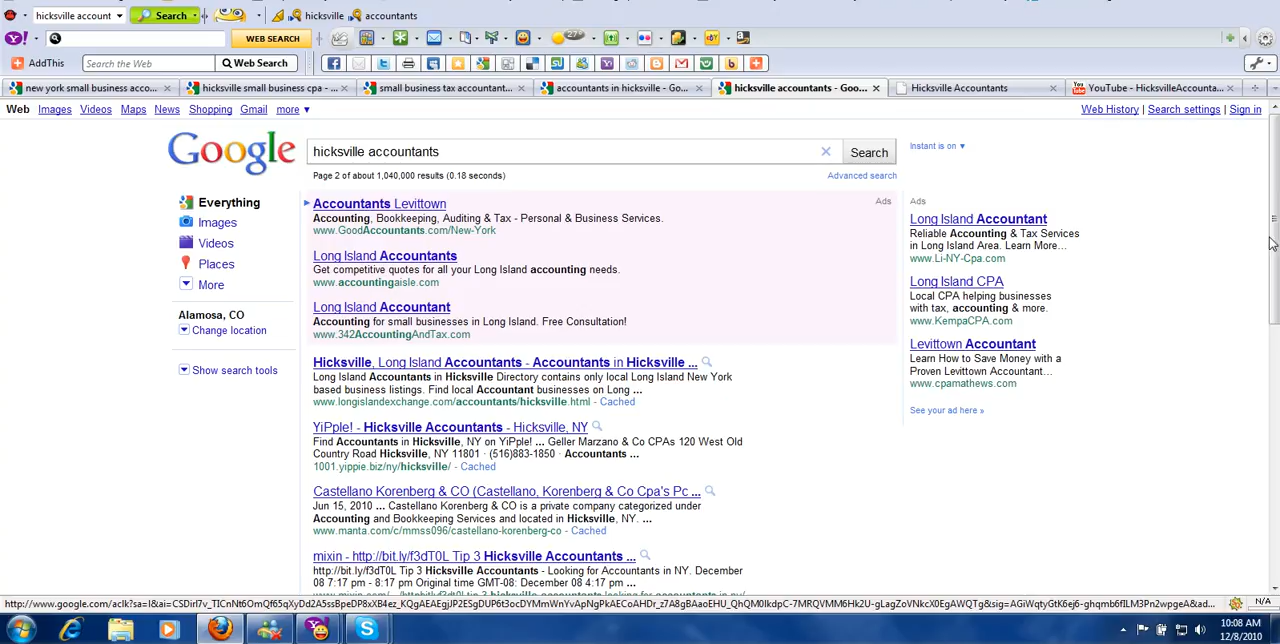 hicksville account
Search
hicksville
accountants
Y!
WEB SEARCH
27°
AddThis
Search the Web
Web Search
new york small business acco...
hicksville small business cpa - ...
small business tax accountant...
accountants in hicksville - Go...
hicksville accountants - Goo...
Hicksville Accountants
YouTube - HicksvilleAccounta...
Web Images Videos Maps News Shopping Gmail more ▼
Web History | Search settings | Sign in
Google
hicksville accountants
Search
Instant is on ▼
Page 2 of about 1,040,000 results (0.18 seconds)
Advanced search
Everything
Images
Videos
Places
More
Alamosa, CO
Change location
Show search tools
Ads
Accountants Levittown
Accounting, Bookkeeping, Auditing & Tax - Personal & Business Services.
www.GoodAccountants.com/New-York
Long Island Accountants
Get competitive quotes for all your Long Island accounting needs.
www.accountingaisle.com
Long Island Accountant
Accounting for small businesses in Long Island. Free Consultation!
www.342AccountingAndTax.com
Hicksville, Long Island Accountants - Accountants in Hicksville ...
Long Island Accountants in Hicksville Directory contains only local Long Island New York
based business listings. Find local Accountant businesses on Long ...
www.longislandexchange.com/accountants/hicksville.html - Cached
YiPple! - Hicksville Accountants - Hicksville, NY
Find Accountants in Hicksville, NY on YiPple! ... Geller Marzano & Co CPAs 120 West Old
Country Road Hicksville, NY 11801 · (516)883-1850 · Accountants ...
1001.yippie.biz/ny/hicksville/ - Cached
Castellano Korenberg & CO (Castellano, Korenberg & Co Cpa's Pc ...
Jun 15, 2010 ... Castellano Korenberg & CO is a private company categorized under
Accounting and Bookkeeping Services and located in Hicksville, NY. ...
www.manta.com/c/mmss096/castellano-korenberg-co - Cached
mixin - http://bit.ly/f3dT0L Tip 3 Hicksville Accountants ...
http://bit.ly/f3dT0L Tip 3 Hicksville Accountants - Looking for Accountants in NY. December
08 7:17 pm - 8:17 pm Original time GMT-08: December 08 4:17 pm ...
Ads
Long Island Accountant
Reliable Accounting & Tax Services
in Long Island Area. Learn More...
www.Li-NY-Cpa.com
Long Island CPA
Local CPA helping businesses
with tax, accounting & more.
www.KempaCPA.com
Levittown Accountant
Learn How to Save Money with a
Proven Levittown Accountant...
www.cpamathews.com
See your ad here »
N/A
10:08 AM
12/8/2010